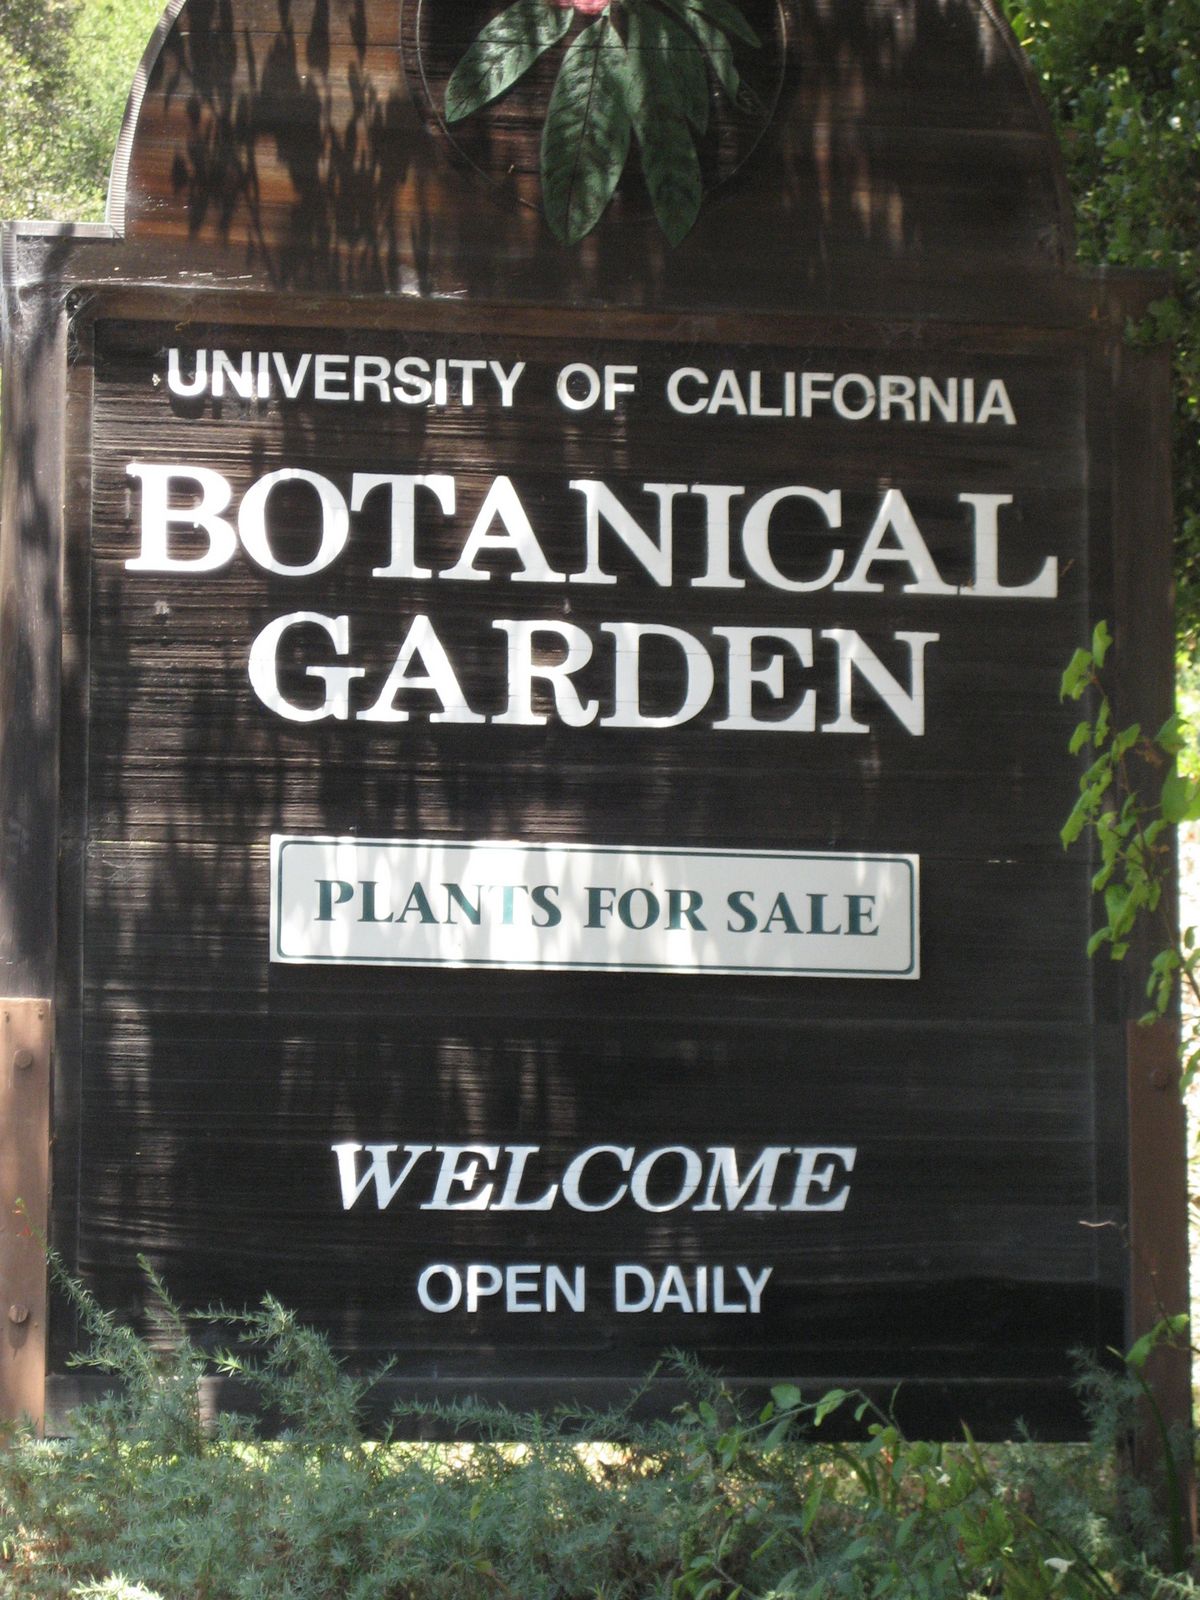 UNIVERSITY OF CALIFORNIA
BOTANICAL
GARDEN
PLANTS FOR SALE
WELCOME
OPEN DAILY